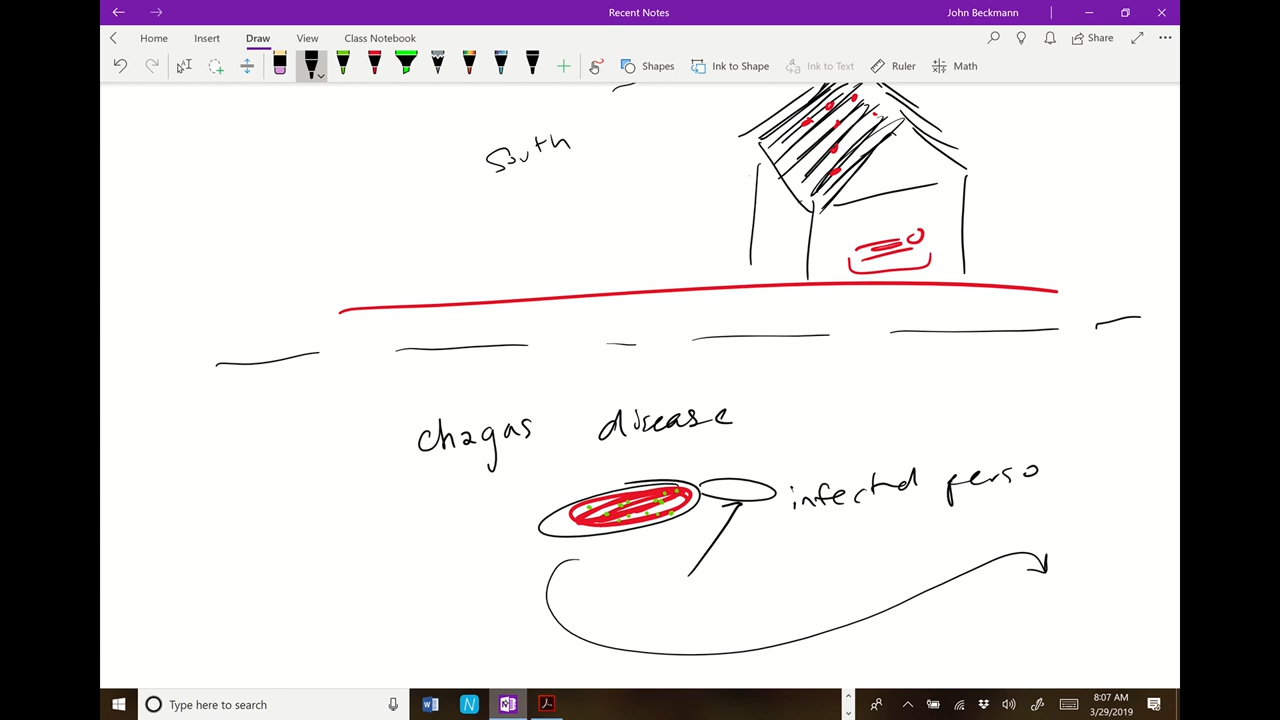 Recent Notes
John Beckmann
Home Insert Draw View Class Notebook
Share
Shapes Ink to Shape Ink to Text Ruler Math
South
chagas disease
infected perso
Type here to search
8:07 AM
3/29/2019